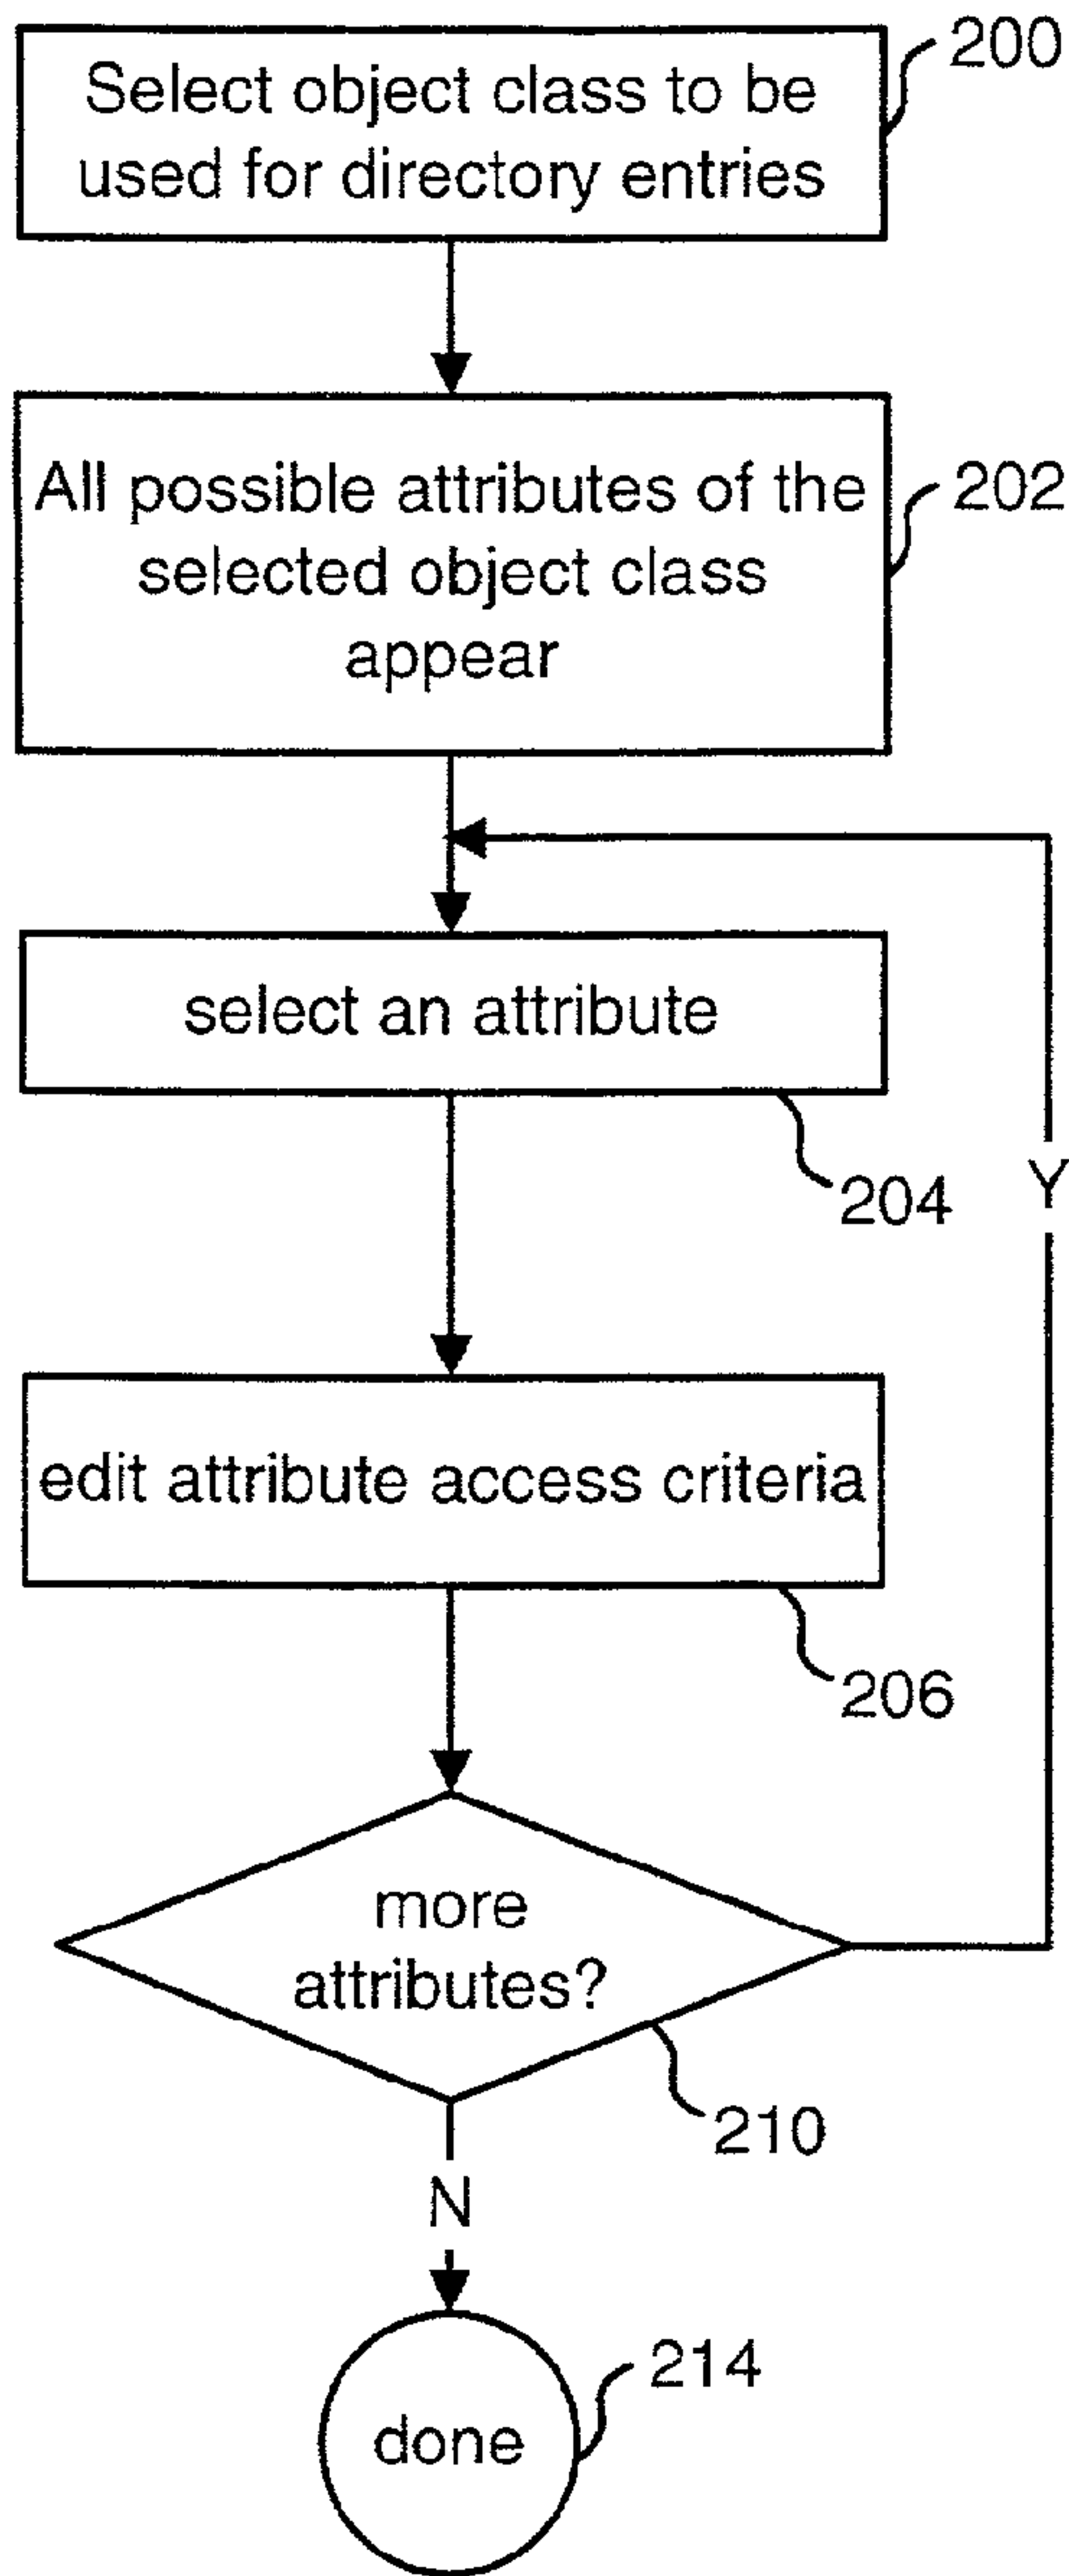 Select object class to be
used for directory entries
200
All possible attributes of the
selected object class
appear
202
select an attribute
204
Y
edit attribute access criteria
206
more
attributes?
210
N
done
214